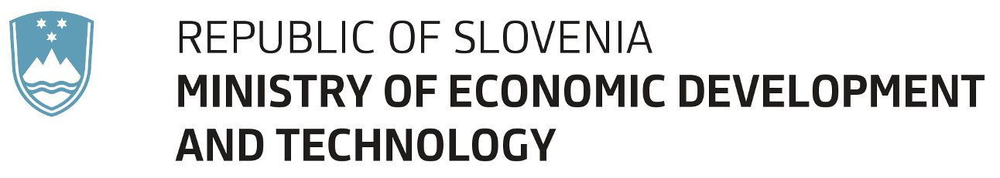 REPUBLIC OF SLOVENIA
MINISTRY OF ECONOMIC DEVELOPMENT
AND TECHNOLOGY